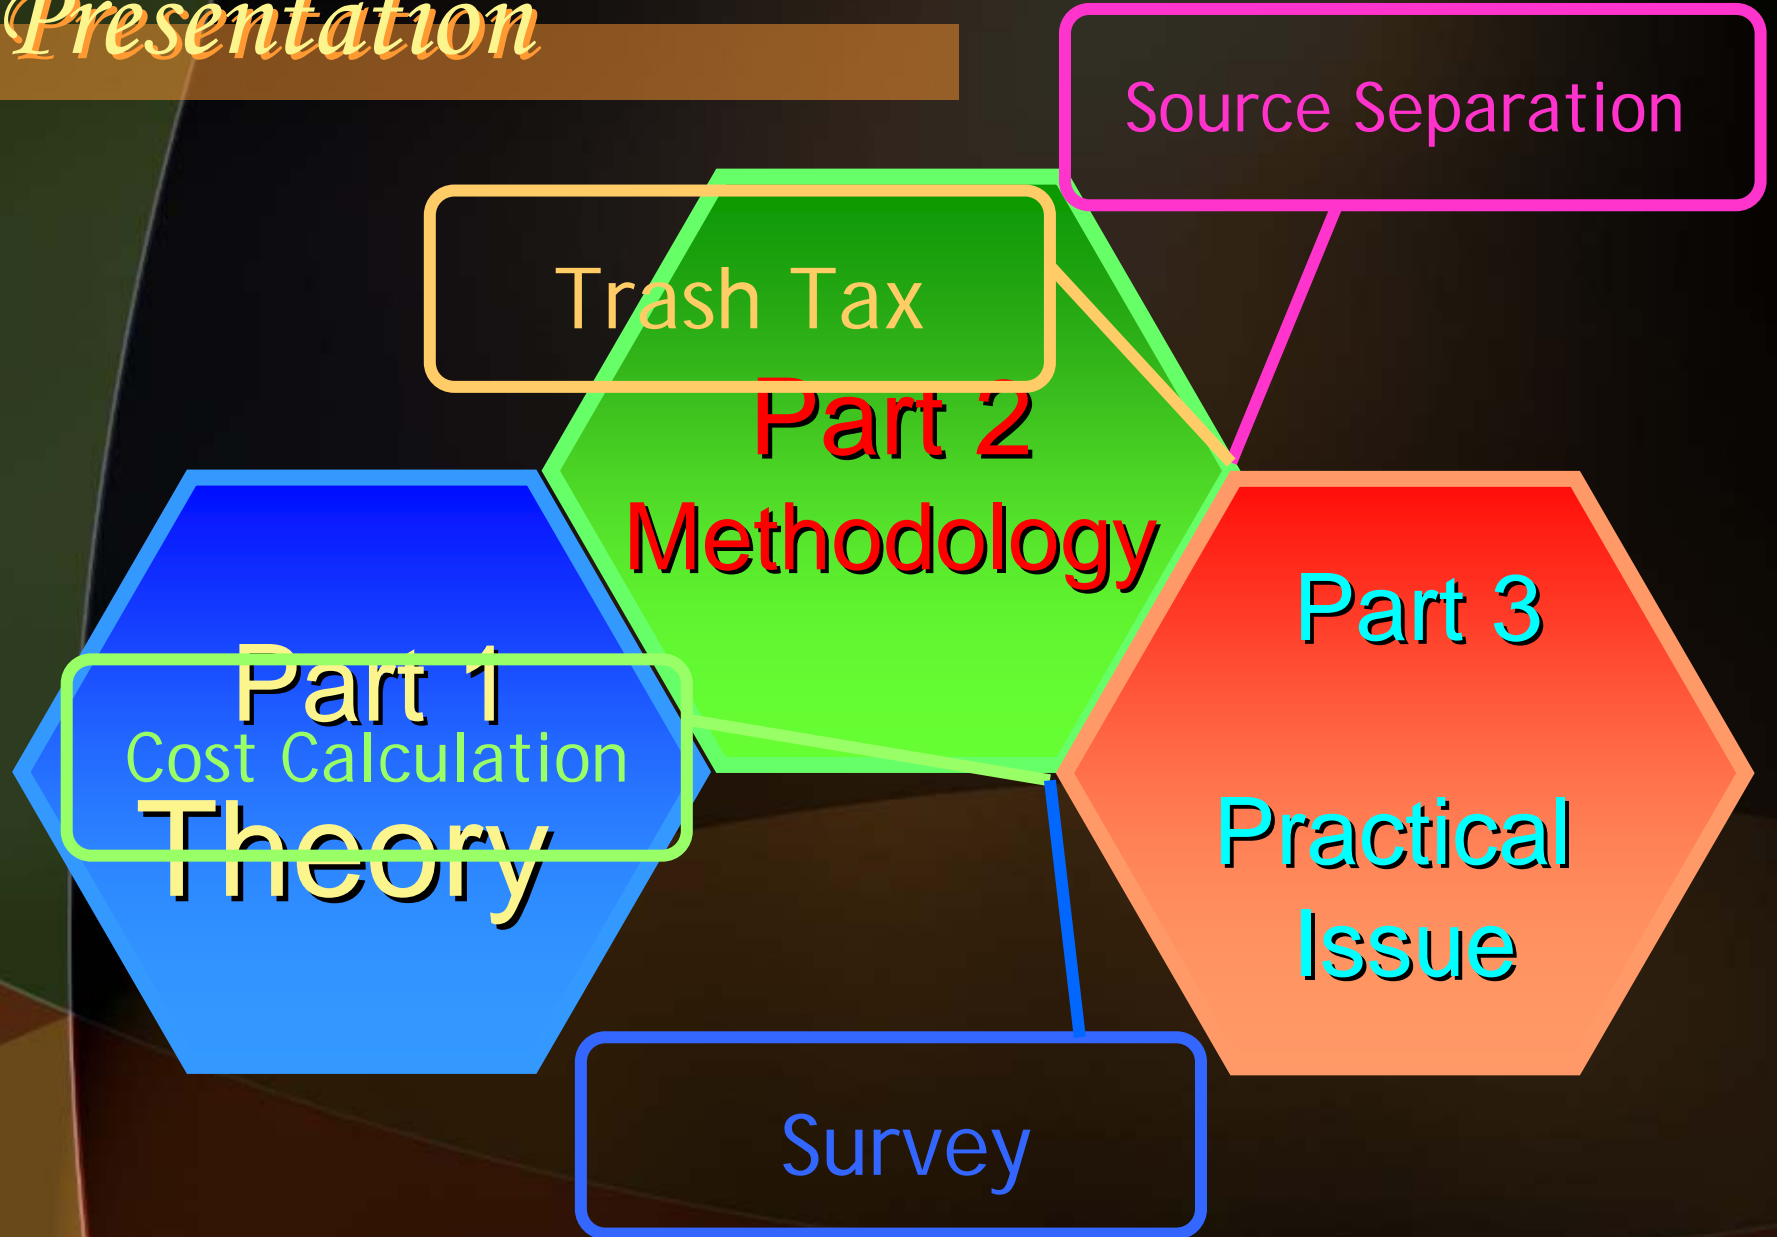 Presentation
Source Separation
Trash Tax
Part 2
Methodology
Part 1
Cost Calculation
Theory
Part 3
Practical
Issue
Survey